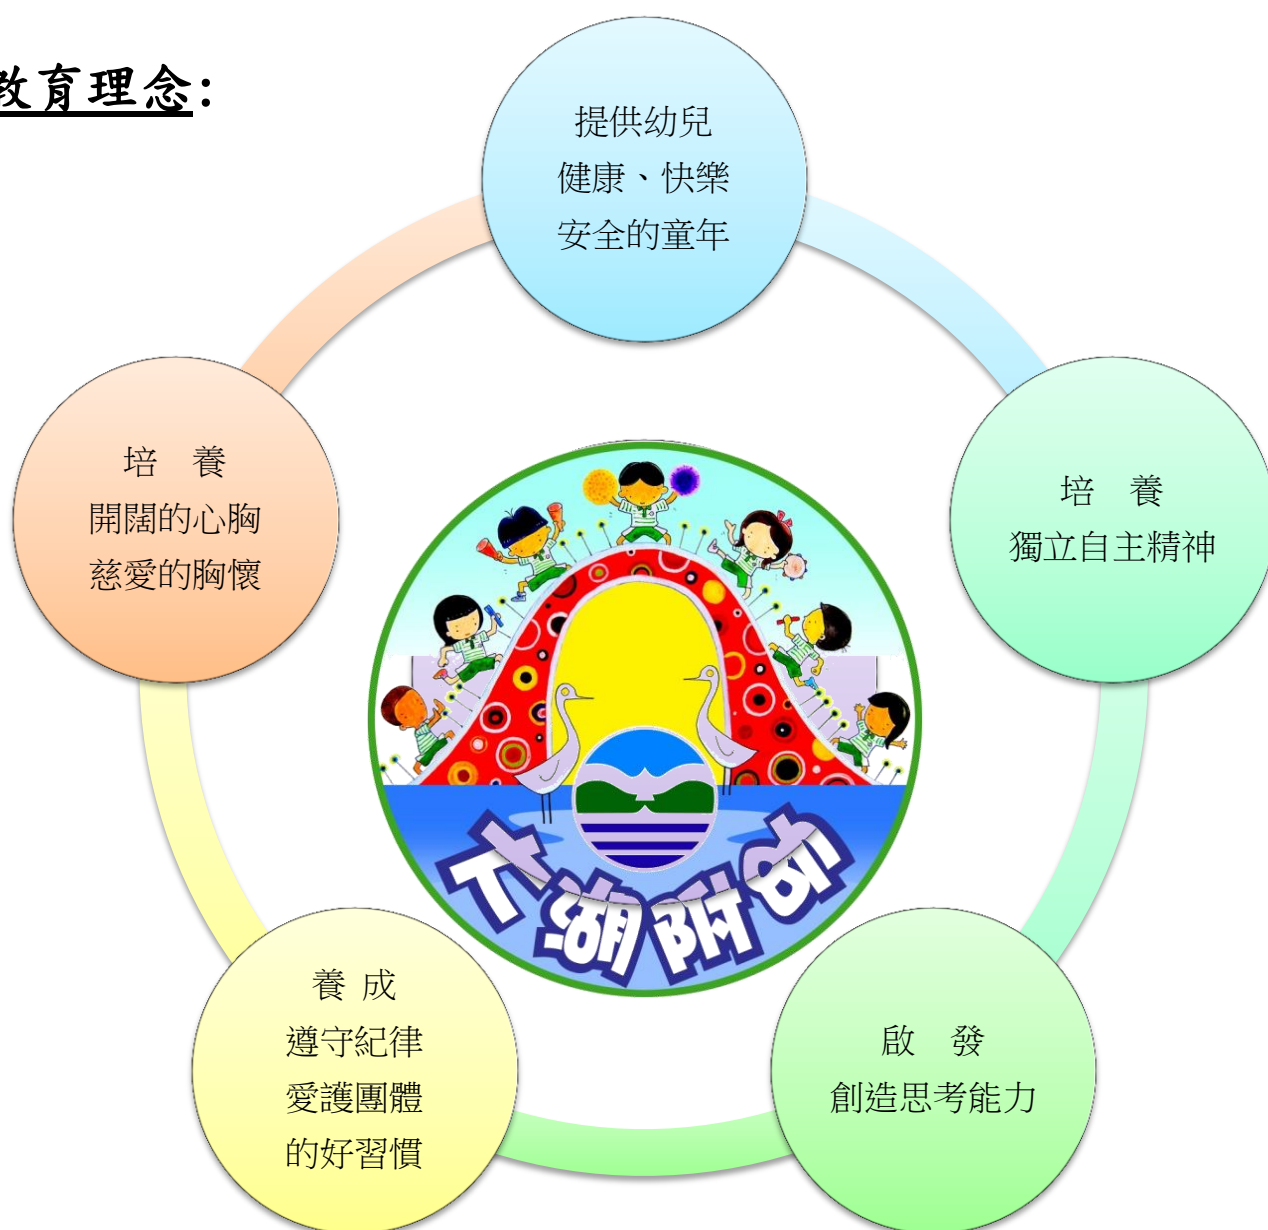 教育理念:
提供幼兒
健康、快樂
安全的童年
培　養
獨立自主精神
啟　發
創造思考能力
養 成
遵守紀律
愛護團體
的好習慣
培　養
開闊的心胸
慈愛的胸懷
大湖附幼